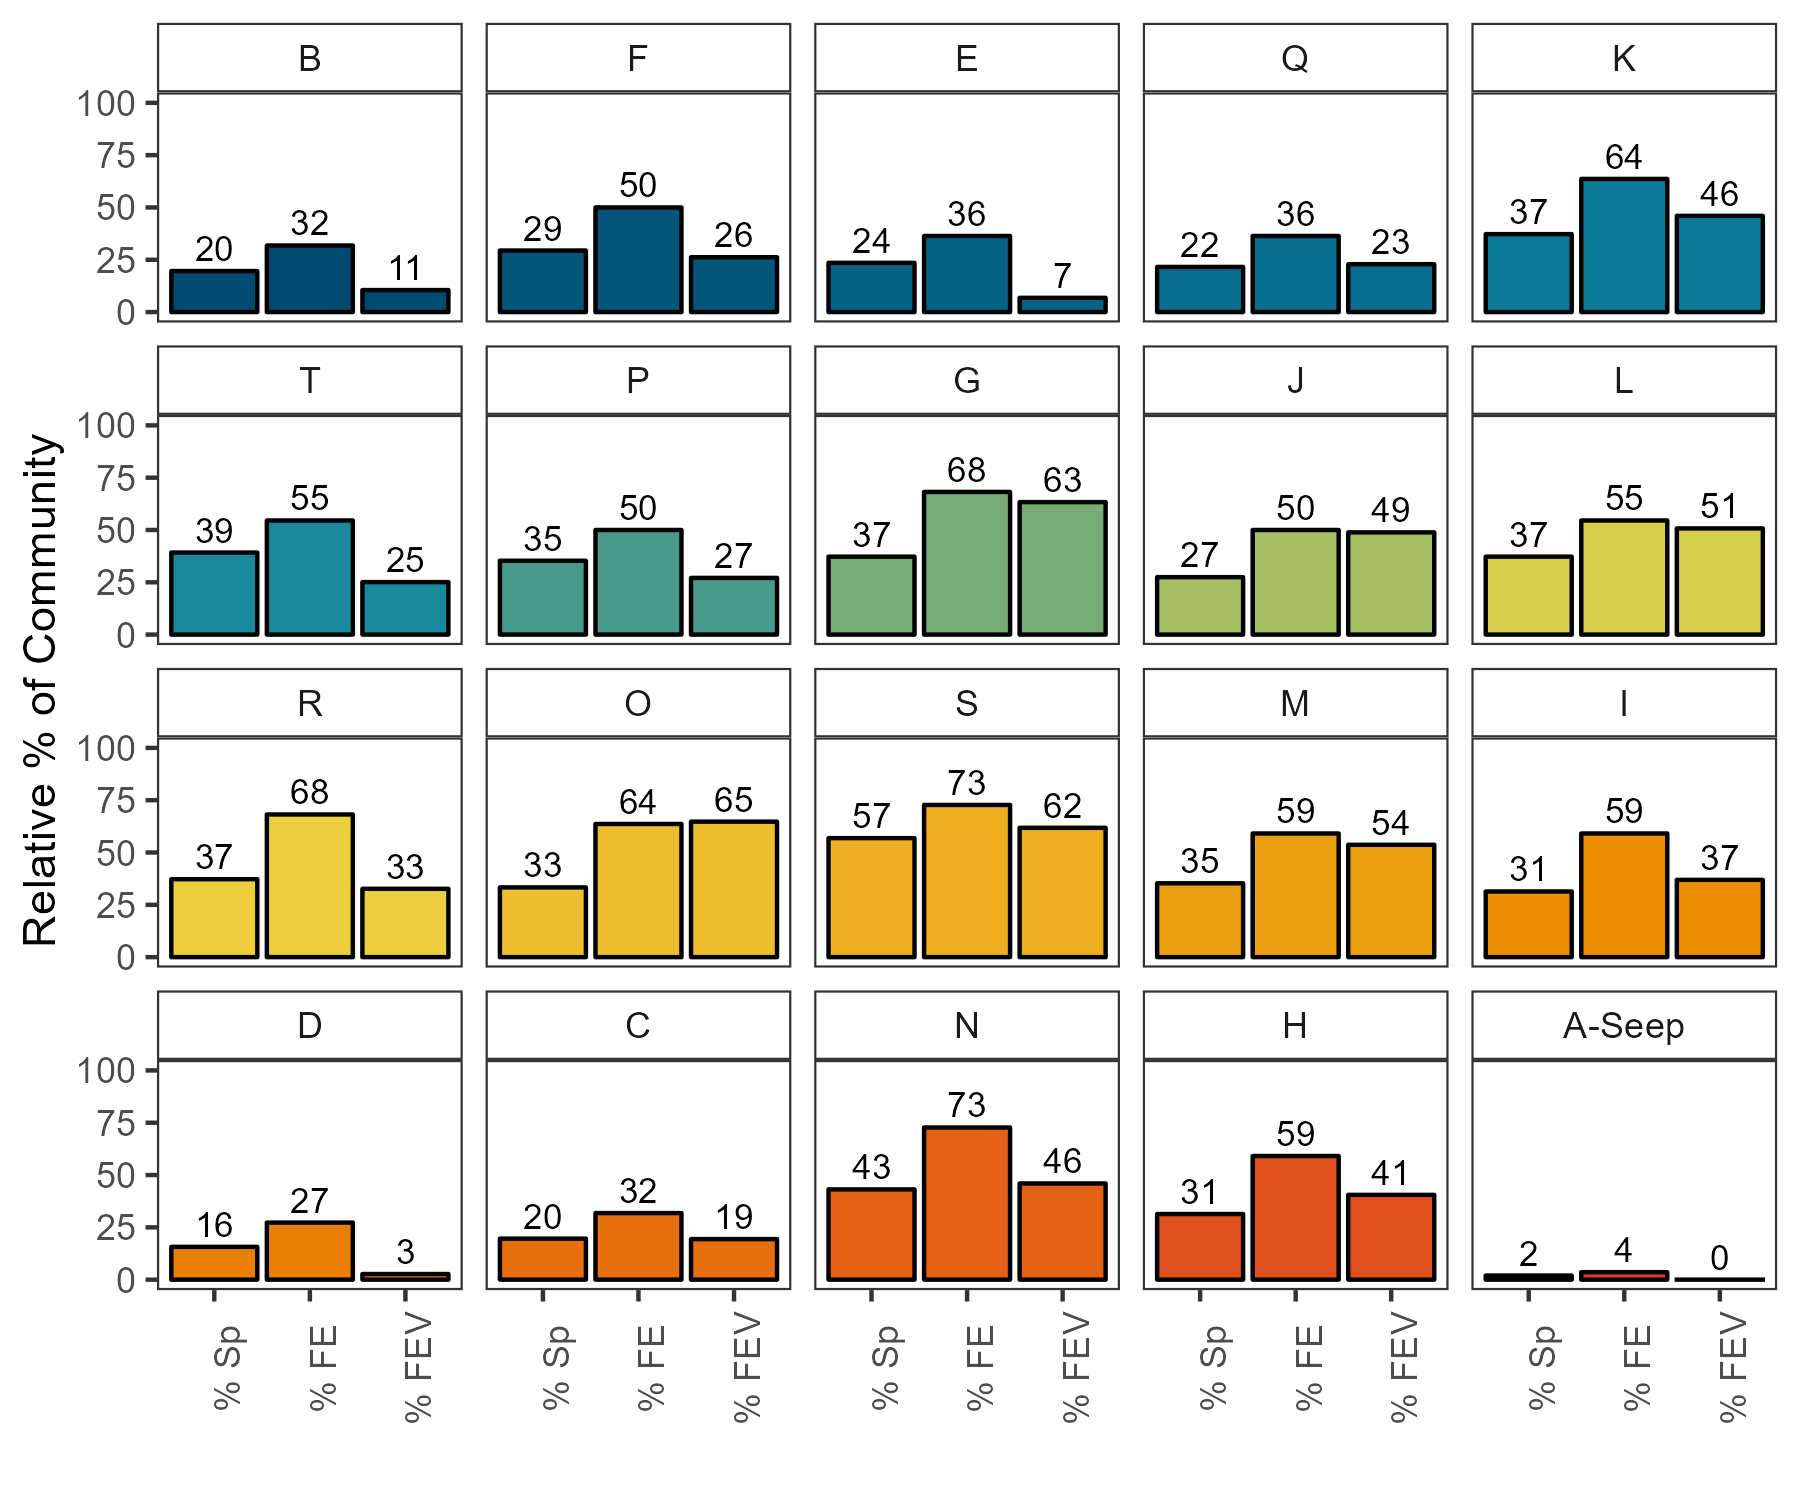 B F E Q K
100
75
50
25
0
20 32 11
29 50 26
24 36 7
22 36 23
37 64 46
T P G J L
100
75
50
25
0
39 55 25
35 50 27
37 68 63
27 50 49
37 55 51
Relative % of Community
R O S M I
100
75
50
25
0
37 68 33
33 64 65
57 73 62
35 59 54
31 59 37
D C N H A-Seep
100
75
50
25
0
16 27 3
20 32 19
43 73 46
31 59 41
2 4 0
% Sp
% FE
% FEV
% Sp
% FE
% FEV
% Sp
% FE
% FEV
% Sp
% FE
% FEV
% Sp
% FE
% FEV